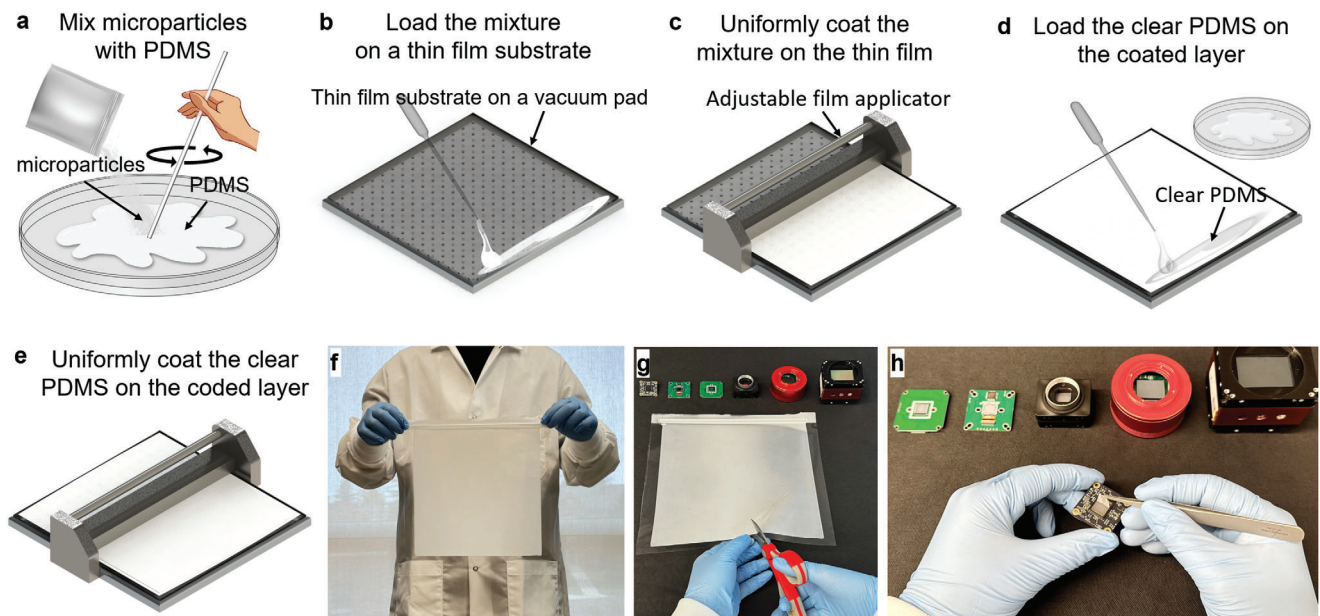 a Mix microparticles
with PDMS
microparticles
PDMS
b Load the mixture
on a thin film substrate
Thin film substrate on a vacuum pad
c Uniformly coat the
mixture on the thin film
Adjustable film applicator
d Load the clear PDMS on
the coated layer
Clear PDMS
e Uniformly coat the clear
PDMS on the coded layer
f
g
h